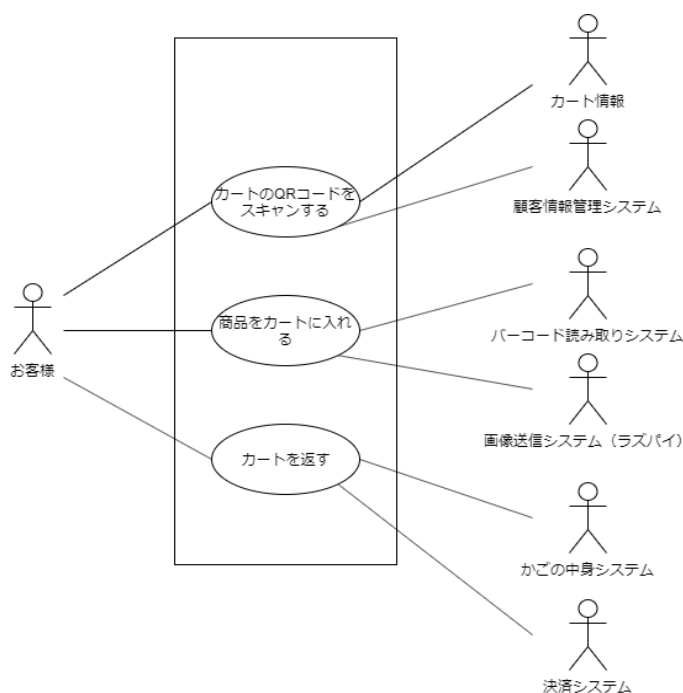 カート情報
カートのQRコードを
スキャンする
顧客情報管理システム
商品をカートに入れ
る
バーコード読み取りシステム
お客様
画像送信システム（ラズパイ）
カートを返す
かごの中身システム
決済システム